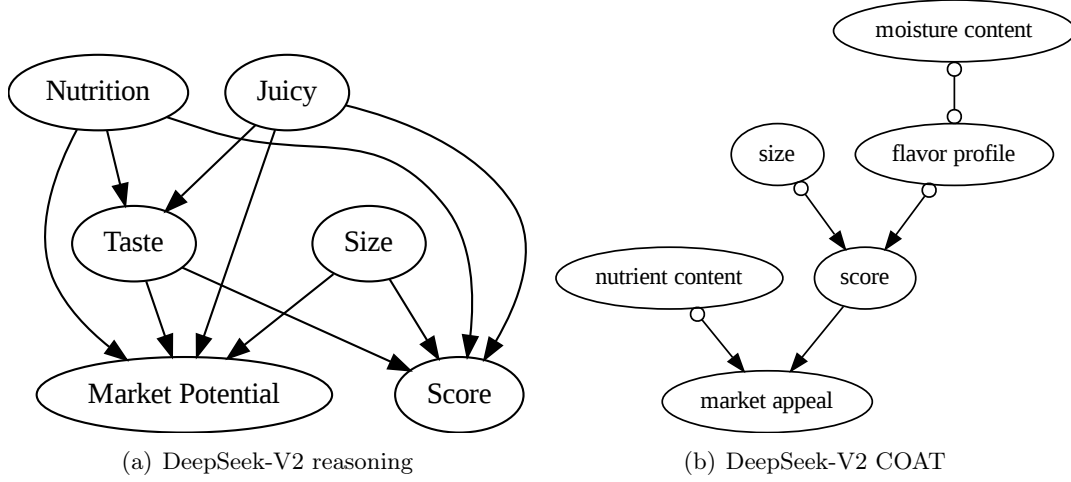 Nutrition
Juicy
Taste
Size
Market Potential
Score
(a) DeepSeek-V2 reasoning
moisture content
size
flavor profile
nutrient content
score
market appeal
(b) DeepSeek-V2 COAT